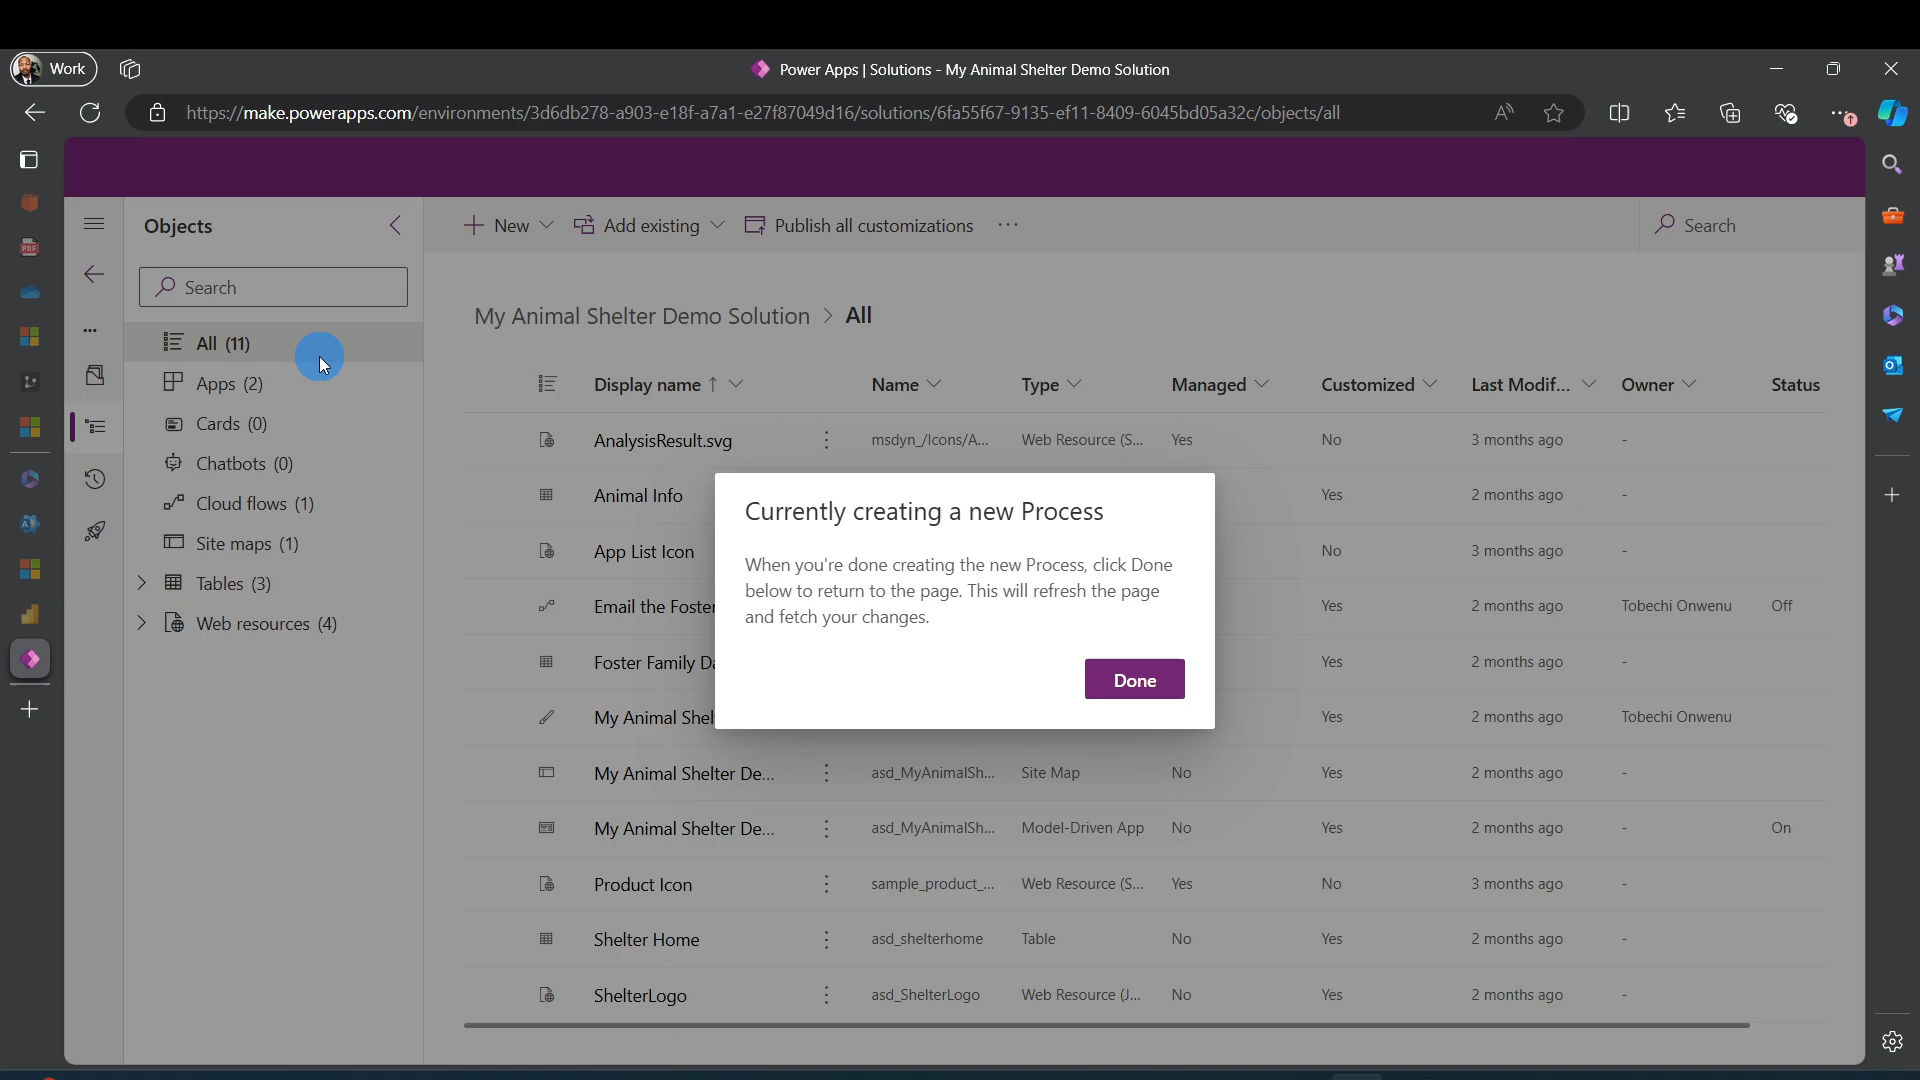 Work
Power Apps | Solutions - My Animal Shelter Demo Solution
https://make.powerapps.com/environments/3d6db278-a903-e18f-a7a1-e27f87049d16/solutions/6fa55f67-9135-ef11-8409-6045bd05a32c/objects/all
Objects
New
Add existing
Publish all customizations
Search
Search
All (11)
Apps (2)
Cards (0)
Chatbots (0)
Cloud flows (1)
Site maps (1)
Tables (3)
Web resources (4)
My Animal Shelter Demo Solution > All
Display name ↑ Name Type Managed Customized Last Modif... Owner Status
AnalysisResult.svg msdyn_/Icons/A... Web Resource (S... Yes No 3 months ago -
Animal Info Yes 2 months ago -
App List Icon No 3 months ago -
Email the Foster Yes 2 months ago Tobechi Onwenu Off
Foster Family Da Yes 2 months ago -
My Animal Shel Yes 2 months ago Tobechi Onwenu
My Animal Shelter De... asd_MyAnimalSh... Site Map No Yes 2 months ago -
My Animal Shelter De... asd_MyAnimalSh... Model-Driven App No Yes 2 months ago - On
Product Icon sample_product_... Web Resource (S... Yes No 3 months ago -
Shelter Home asd_shelterhome Table No Yes 2 months ago -
ShelterLogo asd_ShelterLogo Web Resource (J... No Yes 2 months ago -
Currently creating a new Process
When you're done creating the new Process, click Done
below to return to the page. This will refresh the page
and fetch your changes.
Done